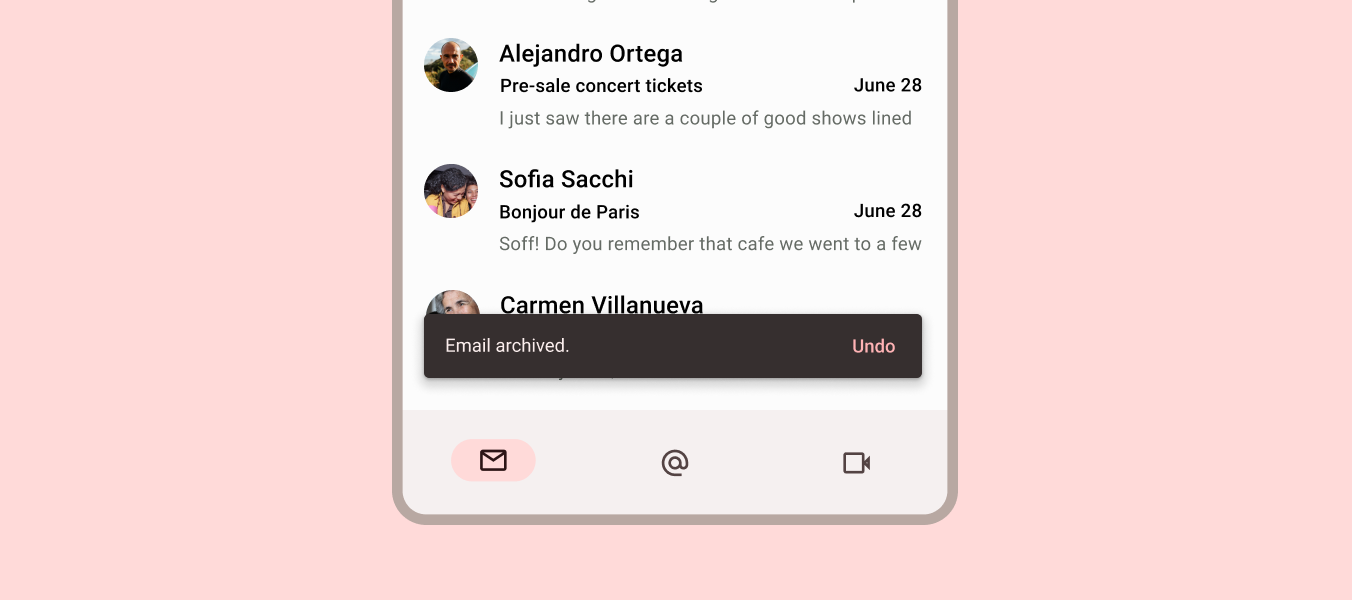 Alejandro Ortega
Pre-sale concert tickets June 28
I just saw there are a couple of good shows lined
Sofia Sacchi
Bonjour de Paris June 28
Soff! Do you remember that cafe we went to a few
Carmen Villanueva
Email archived. Undo